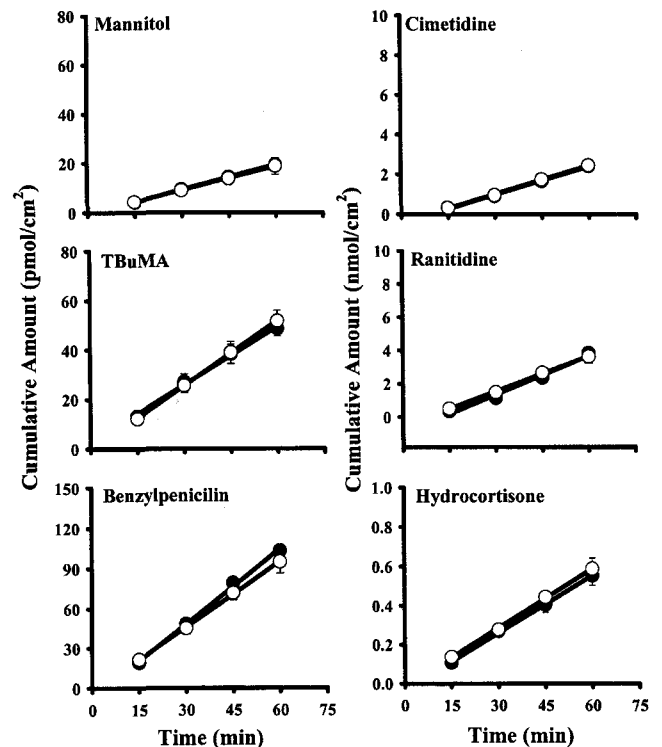 Mannitol
80
60
40
20
0
Cimetidine
10
8
6
4
2
0
TBuMA
80
60
40
20
0
Ranitidine
8
6
4
2
0
Benzylpenicilin
150
120
90
60
30
0
0 15 30 45 60 75
Time (min)
Hydrocortisone
1.0
0.8
0.6
0.4
0.2
0.0
0 15 30 45 60 75
Time (min)
Cumulative Amount (pmol/cm²)
Cumulative Amount (nmol/cm²)